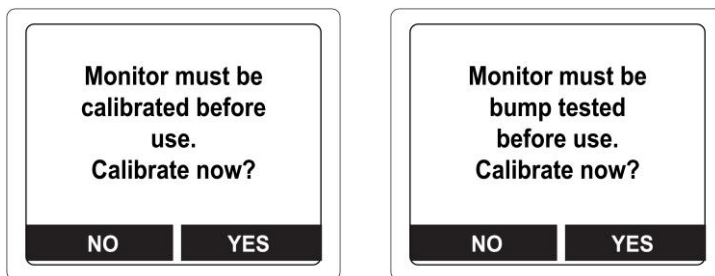 Monitor must be
calibrated before
use.
Calibrate now?
NO YES
Monitor must be
bump tested
before use.
Calibrate now?
NO YES